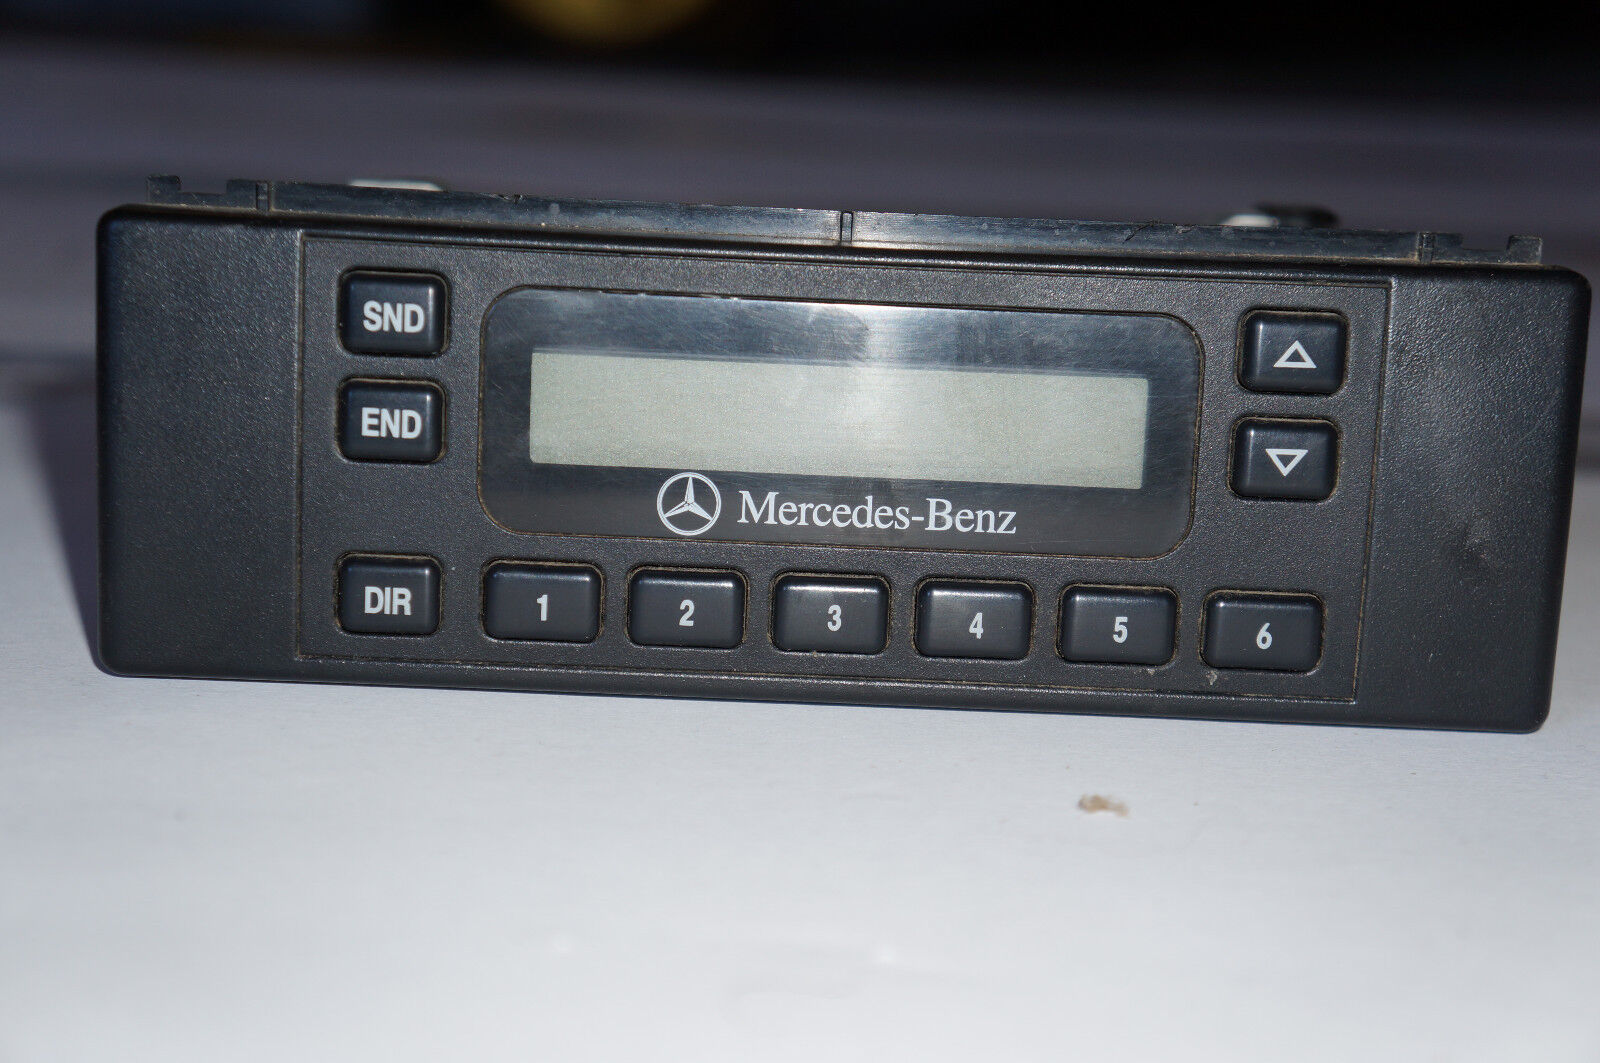 SND
END
Mercedes-Benz
DIR 1 2 3 4 5 6